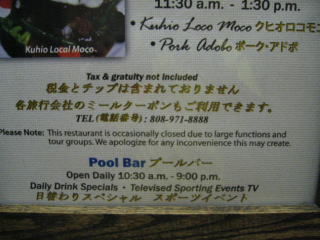 11:30 a.m. - 1:30 p.m.
• Kuhio Loco Moco クヒオロコモコ
Kuhio Local Moco
• Pork Adobo ポーク・アドボ
Tax & gratuity not included
税金とチップは含まれておりません
各旅行会社のミールクーポンもご利用できます。
TEL (電話番号) : 808-971-8888
Please Note: This restaurant is occasionally closed due to large functions and
tour groups. We apologize for any inconvenience this may create.
Pool Bar プールバー
Open Daily 10:30 a.m. - 9:00 p.m.
Daily Drink Specials • Televised Sporting Events TV
日替わりスペシャル スポーツイベント